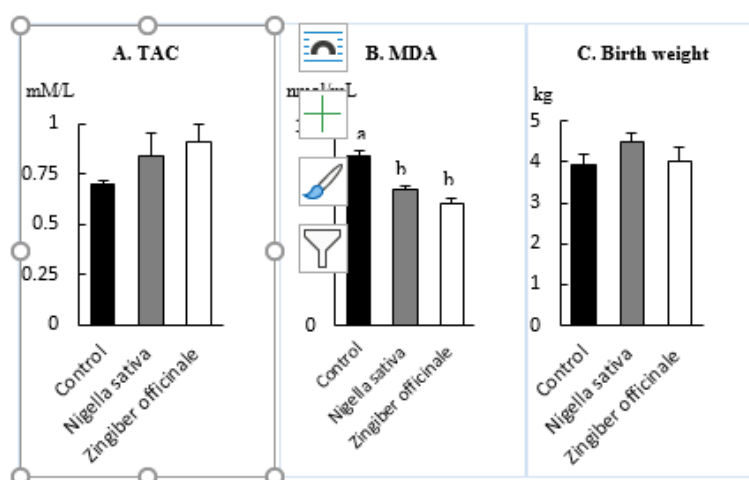 A. TAC
mM/L
1
0.75
0.5
0.25
0
Control
Nigella sativa
Zingiber officinale
B. MDA
a
b
b
0
Control
Nigella sativa
Zingiber officinale
C. Birth weight
kg
5
4
3
2
1
0
Control
Nigella sativa
Zingiber officinale